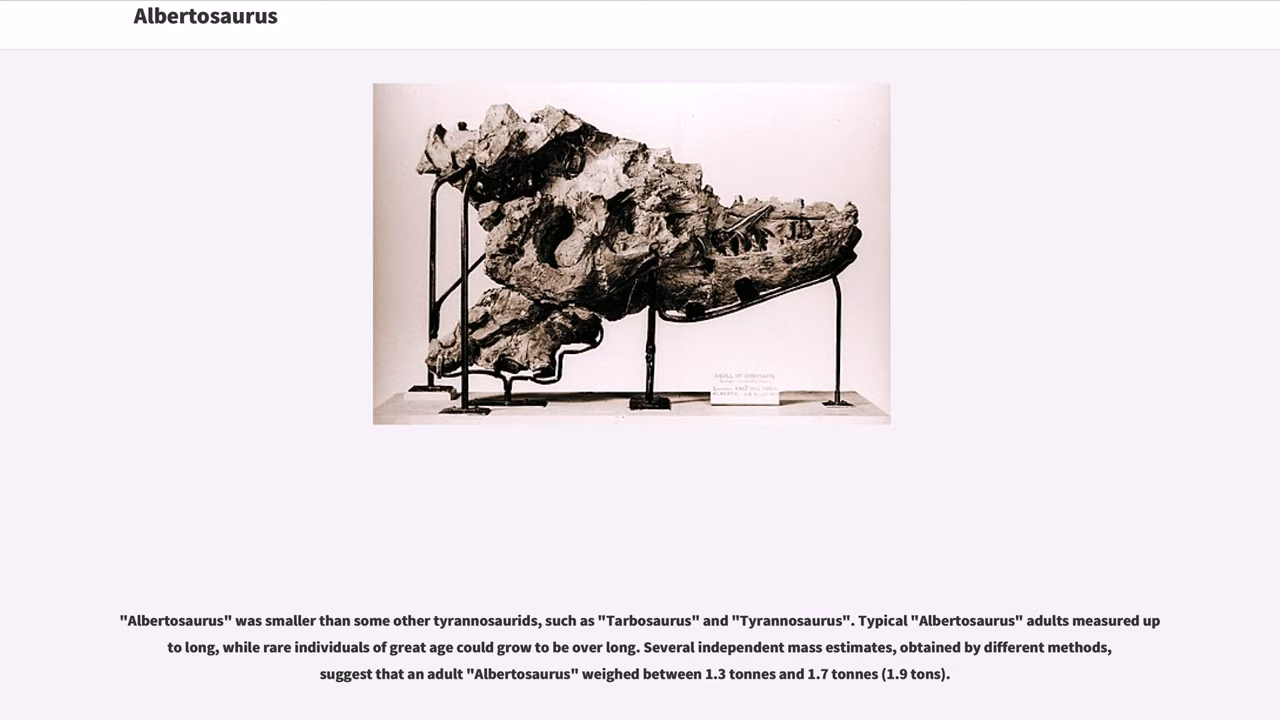 Albertosaurus
"Albertosaurus" was smaller than some other tyrannosaurids, such as "Tarbosaurus" and "Tyrannosaurus". Typical "Albertosaurus" adults measured up
to long, while rare individuals of great age could grow to be over long. Several independent mass estimates, obtained by different methods,
suggest that an adult "Albertosaurus" weighed between 1.3 tonnes and 1.7 tonnes (1.9 tons).